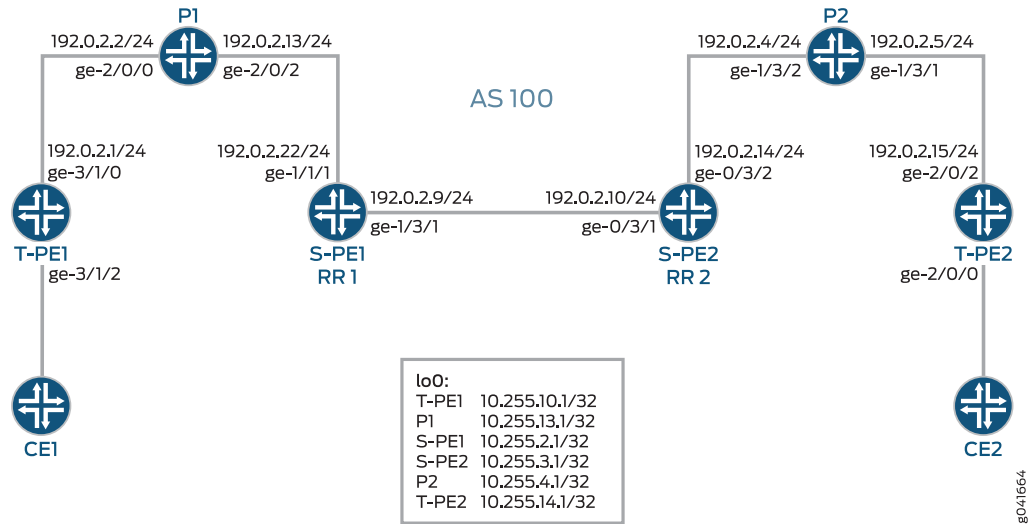 P1
P2
192.0.2.2/24
192.0.2.13/24
ge-2/0/0
ge-2/0/2
192.0.2.4/24
192.0.2.5/24
ge-1/3/2
ge-1/3/1
AS 100
192.0.2.1/24
ge-3/1/0
192.0.2.22/24
ge-1/1/1
192.0.2.14/24
ge-0/3/2
192.0.2.15/24
ge-2/0/2
192.0.2.9/24
ge-1/3/1
192.0.2.10/24
ge-0/3/1
T-PE1
S-PE1
RR 1
S-PE2
RR 2
T-PE2
ge-3/1/2
ge-2/0/0
CE1
CE2
lo0:
T-PE1 10.255.10.1/32
P1 10.255.13.1/32
S-PE1 10.255.2.1/32
S-PE2 10.255.3.1/32
P2 10.255.4.1/32
T-PE2 10.255.14.1/32
g041664